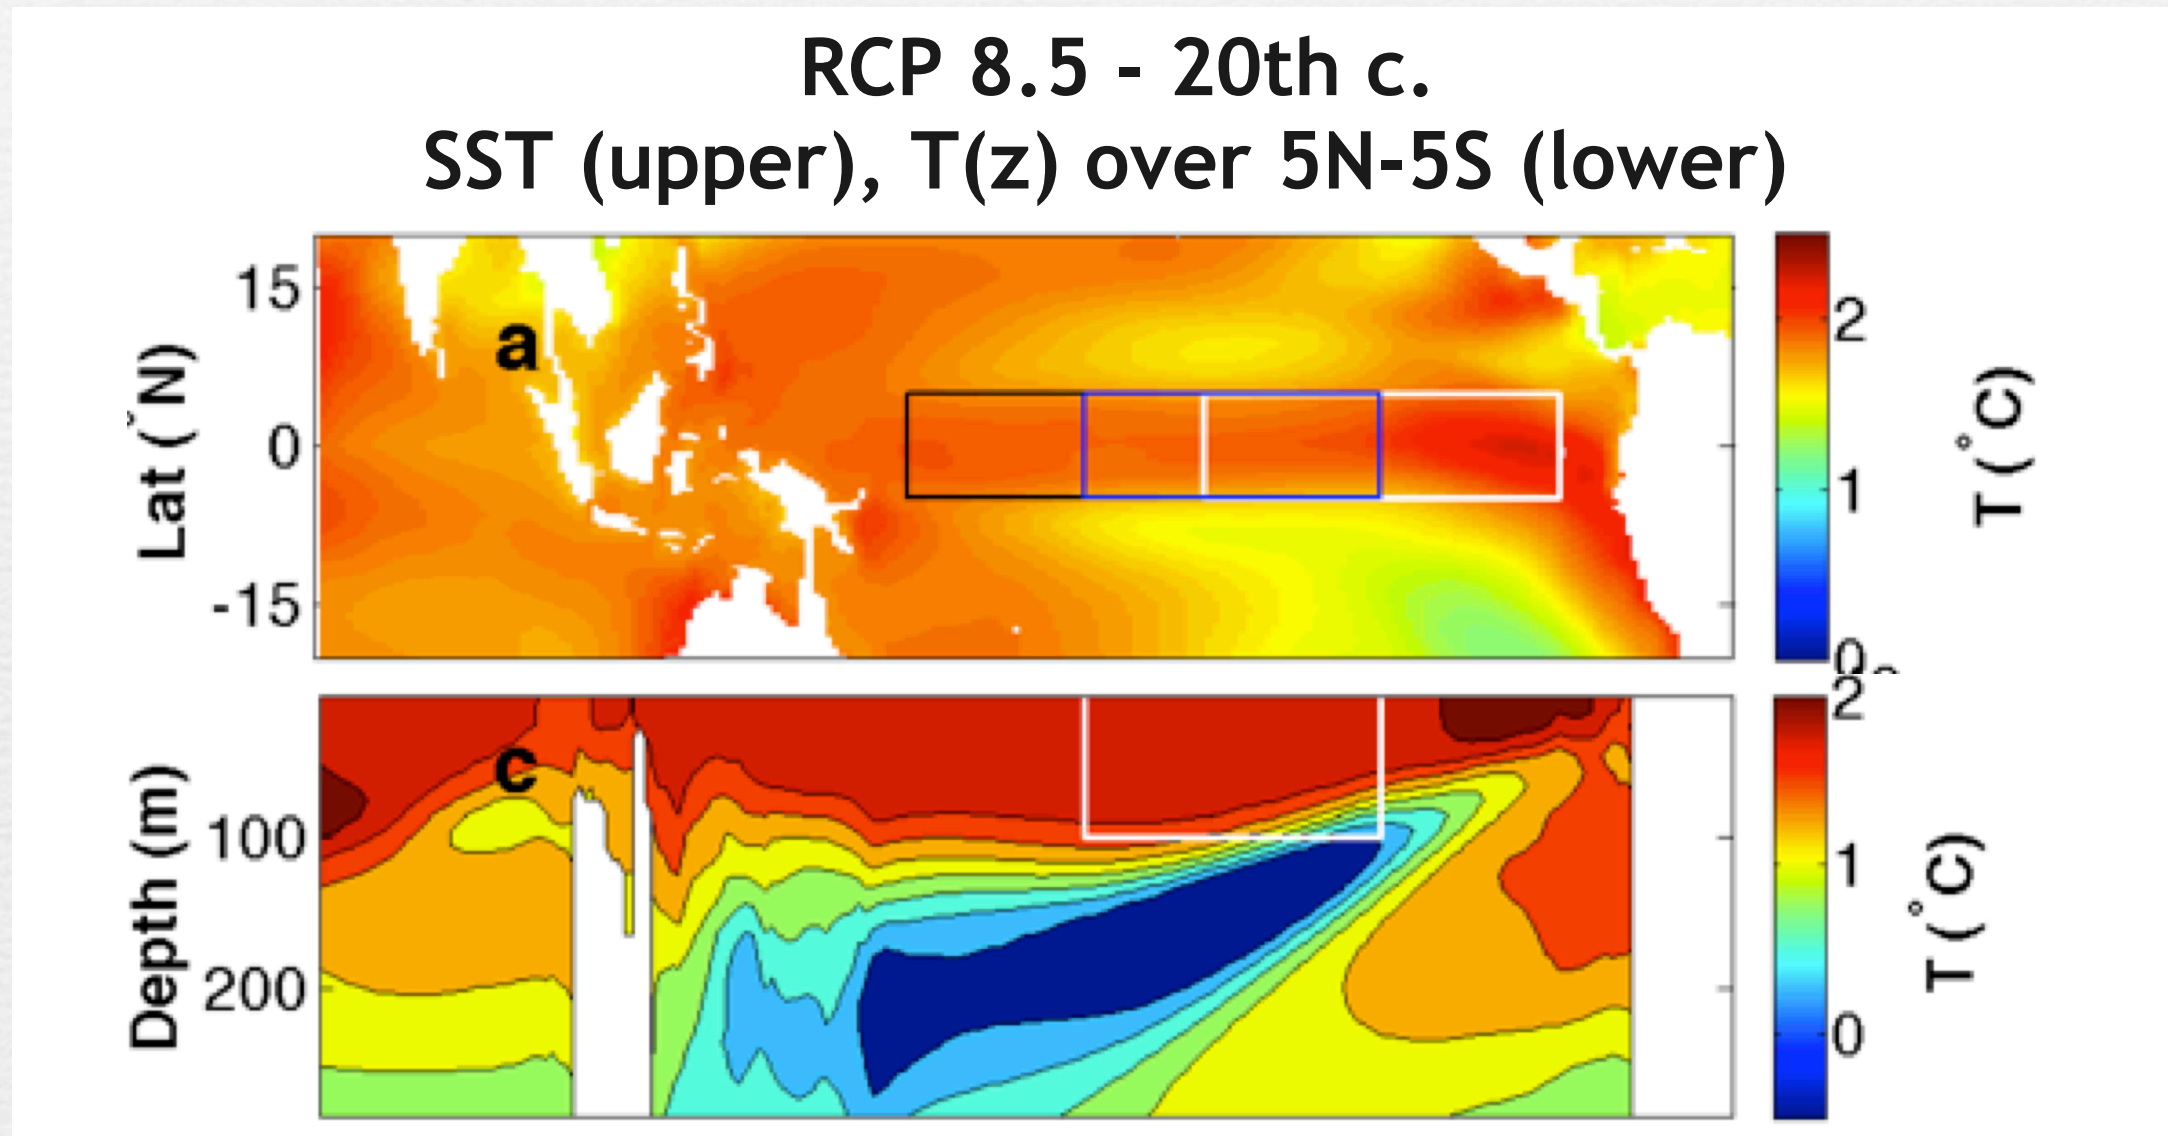 RCP 8.5 - 20th c.
SST (upper), T(z) over 5N-5S (lower)
15
0
-15
Lat (˚N)
a
2
1
0
T (°C)
100
200
Depth (m)
c
2
1
0
T (°C)